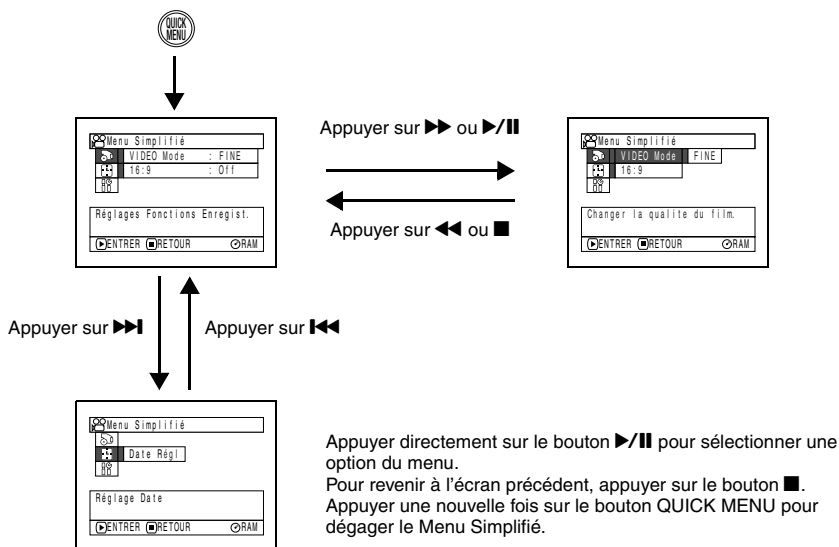 QUICK
MENU
Menu Simplifié
VIDEO Mode : FINE
16:9 : Off
Réglages Fonctions Enregist.
ENTRER RETOUR RAM
Appuyer sur ▶▶ ou ▶/❚❚
Appuyer sur ◀◀ ou ■
Menu Simplifié
VIDEO Mode FINE
16:9
Changer la qualite du film.
ENTRER RETOUR RAM
Appuyer sur ▶▶❙
Appuyer sur ❙◀◀
Menu Simplifié
Date Régl
Réglage Date
ENTRER RETOUR RAM
Appuyer directement sur le bouton ▶/❚❚ pour sélectionner une
option du menu.
Pour revenir à l'écran précédent, appuyer sur le bouton ■.
Appuyer une nouvelle fois sur le bouton QUICK MENU pour
dégager le Menu Simplifié.